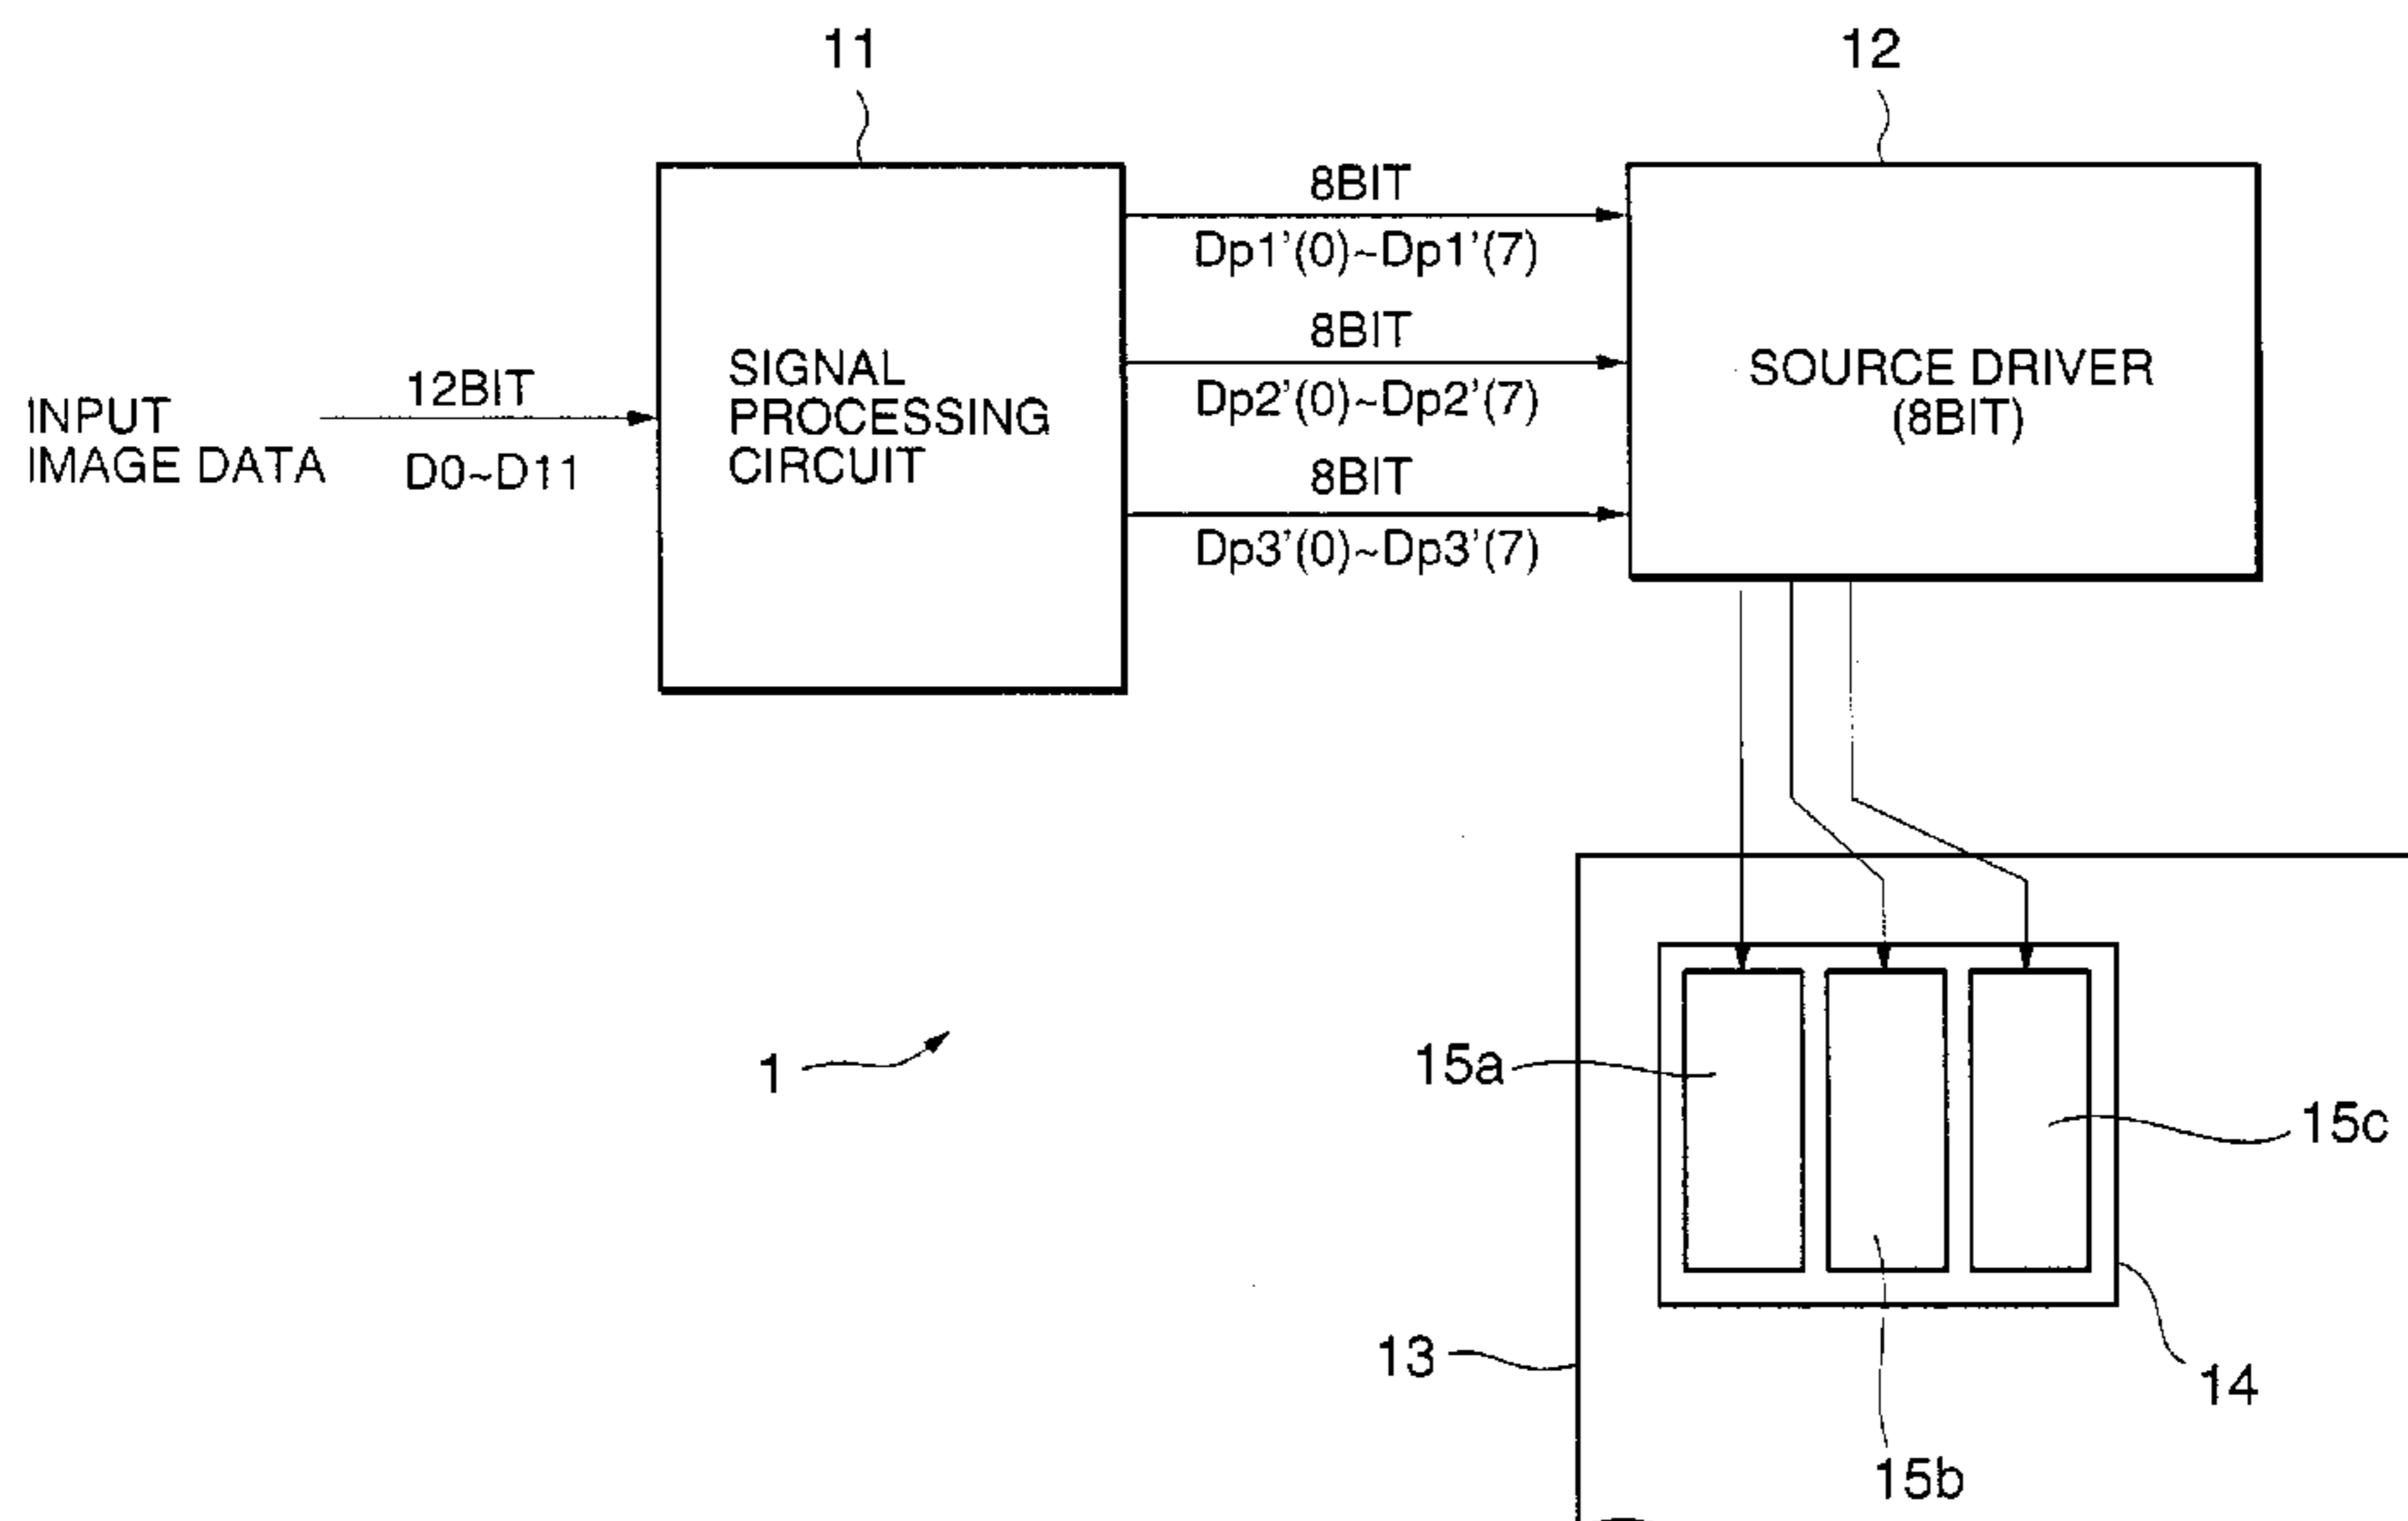 11
12
8BIT
Dp1'(0)~Dp1'(7)
8BIT
Dp2'(0)~Dp2'(7)
8BIT
Dp3'(0)~Dp3'(7)
INPUT
IMAGE DATA
12BIT
D0~D11
SIGNAL
PROCESSING
CIRCUIT
SOURCE DRIVER
(8BIT)
1
15a
15c
13
14
15b